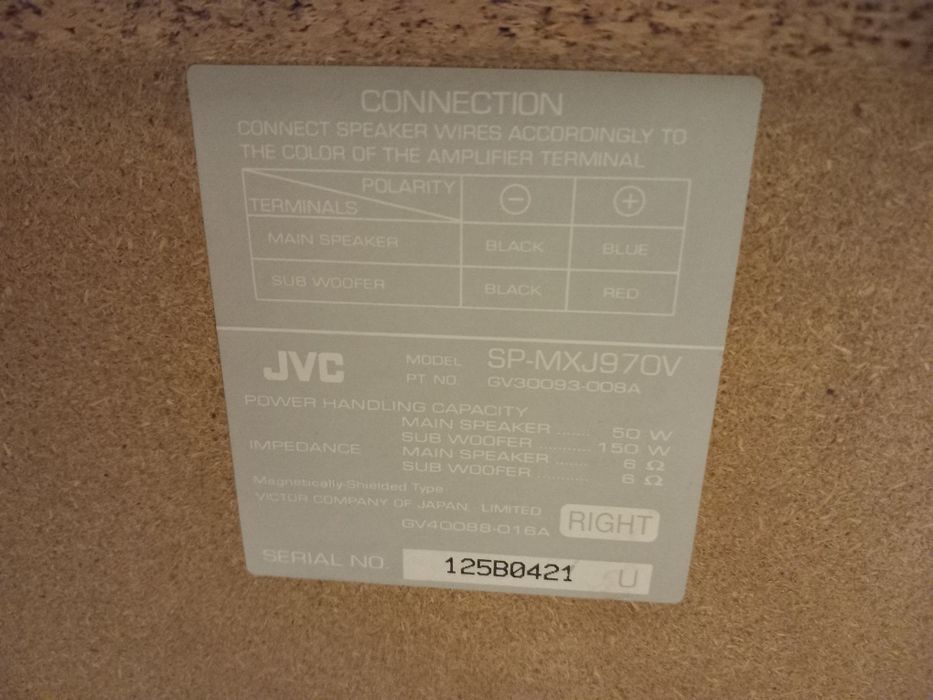 CONNECTION
CONNECT SPEAKER WIRES ACCORDINGLY TO
THE COLOR OF THE AMPLIFIER TERMINAL
POLARITY
TERMINALS
⊖ ⊕
MAIN SPEAKER BLACK BLUE
SUB WOOFER BLACK RED
JVC MODEL SP-MXJ970V
PT NO. GV30093-008A
POWER HANDLING CAPACITY
MAIN SPEAKER ....... 50 W
SUB WOOFER ........... 150 W
IMPEDANCE MAIN SPEAKER ...... 6 Ω
SUB WOOFER ........... 6 Ω
Magnetically-Shielded Type
VICTOR COMPANY OF JAPAN, LIMITED
GV40088-016A RIGHT
SERIAL NO. 125B0421 U